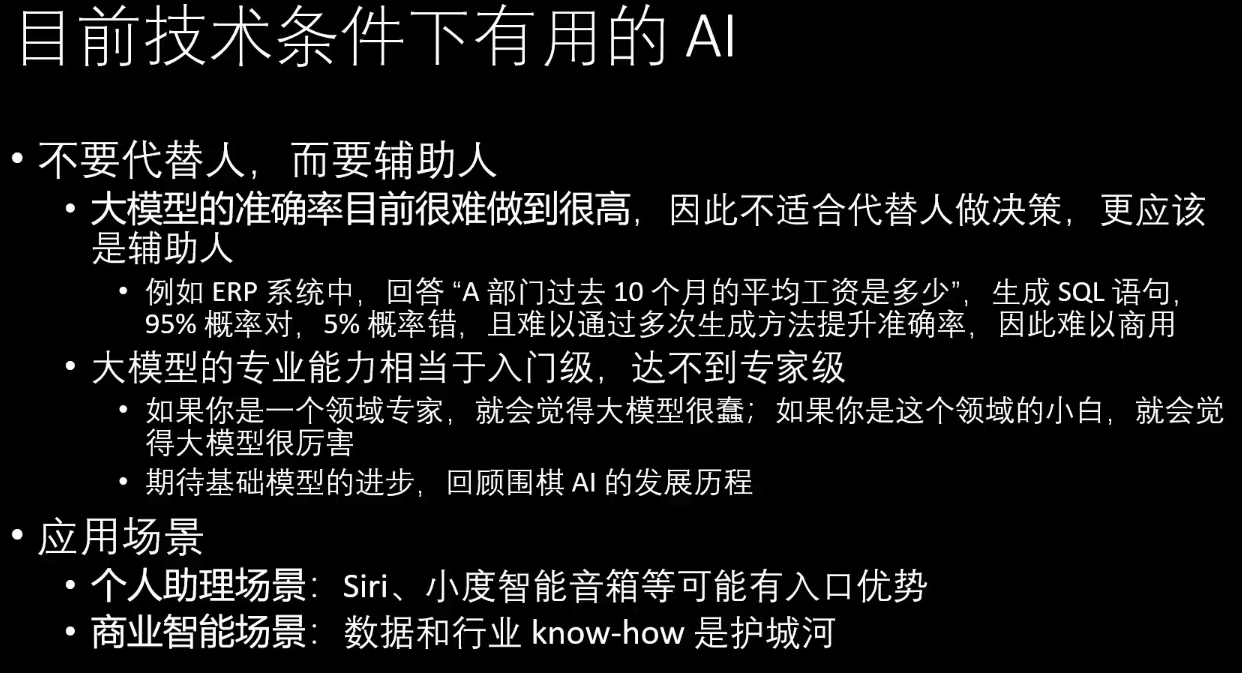 目前技术条件下有用的 AI
• 不要代替人，而要辅助人
• 大模型的准确率目前很难做到很高，因此不适合代替人做决策，更应该
是辅助人
• 例如 ERP 系统中，回答 “A 部门过去 10 个月的平均工资是多少”，生成 SQL 语句，
95% 概率对，5% 概率错，且难以通过多次生成方法提升准确率，因此难以商用
• 大模型的专业能力相当于入门级，达不到专家级
• 如果你是一个领域专家，就会觉得大模型很蠢；如果你是这个领域的小白，就会觉
得大模型很厉害
• 期待基础模型的进步，回顾围棋 AI 的发展历程
• 应用场景
• 个人助理场景：Siri、小度智能音箱等可能有入口优势
• 商业智能场景：数据和行业 know-how 是护城河